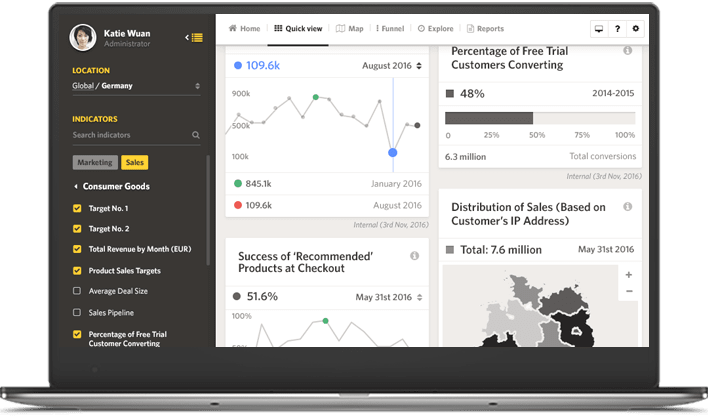 Katie Wuan
Administrator
LOCATION
Global / Germany
INDICATORS
Search indicators
Marketing
Sales
Consumer Goods
Target No. 1
Target No. 2
Total Revenue by Month (EUR)
Product Sales Targets
Average Deal Size
Sales Pipeline
Percentage of Free Trial
Customer Converting
Home
Quick view
Map
Funnel
Explore
Reports
?
109.6k
August 2016
900k
500k
100k
845.1k
January 2016
109.6k
August 2016
Internal (3rd Nov, 2016)
Success of ‘Recommended’
Products at Checkout
51.6%
May 31st 2016
100%
Percentage of Free Trial
Customers Converting
48%
2014-2015
0
25%
50%
75%
100%
6.3 million
Total conversions
Internal (3rd Nov, 2016)
Distribution of Sales (Based on
Customer’s IP Address)
Total: 7.6 million
May 31st 2016
+
−